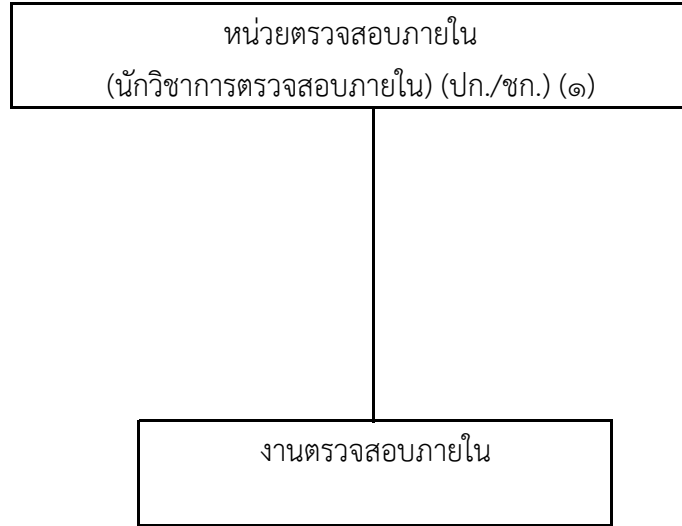 หน่วยตรวจสอบภายใน
(นักวิชาการตรวจสอบภายใน) (ปก./ชก.) (๑)
งานตรวจสอบภายใน